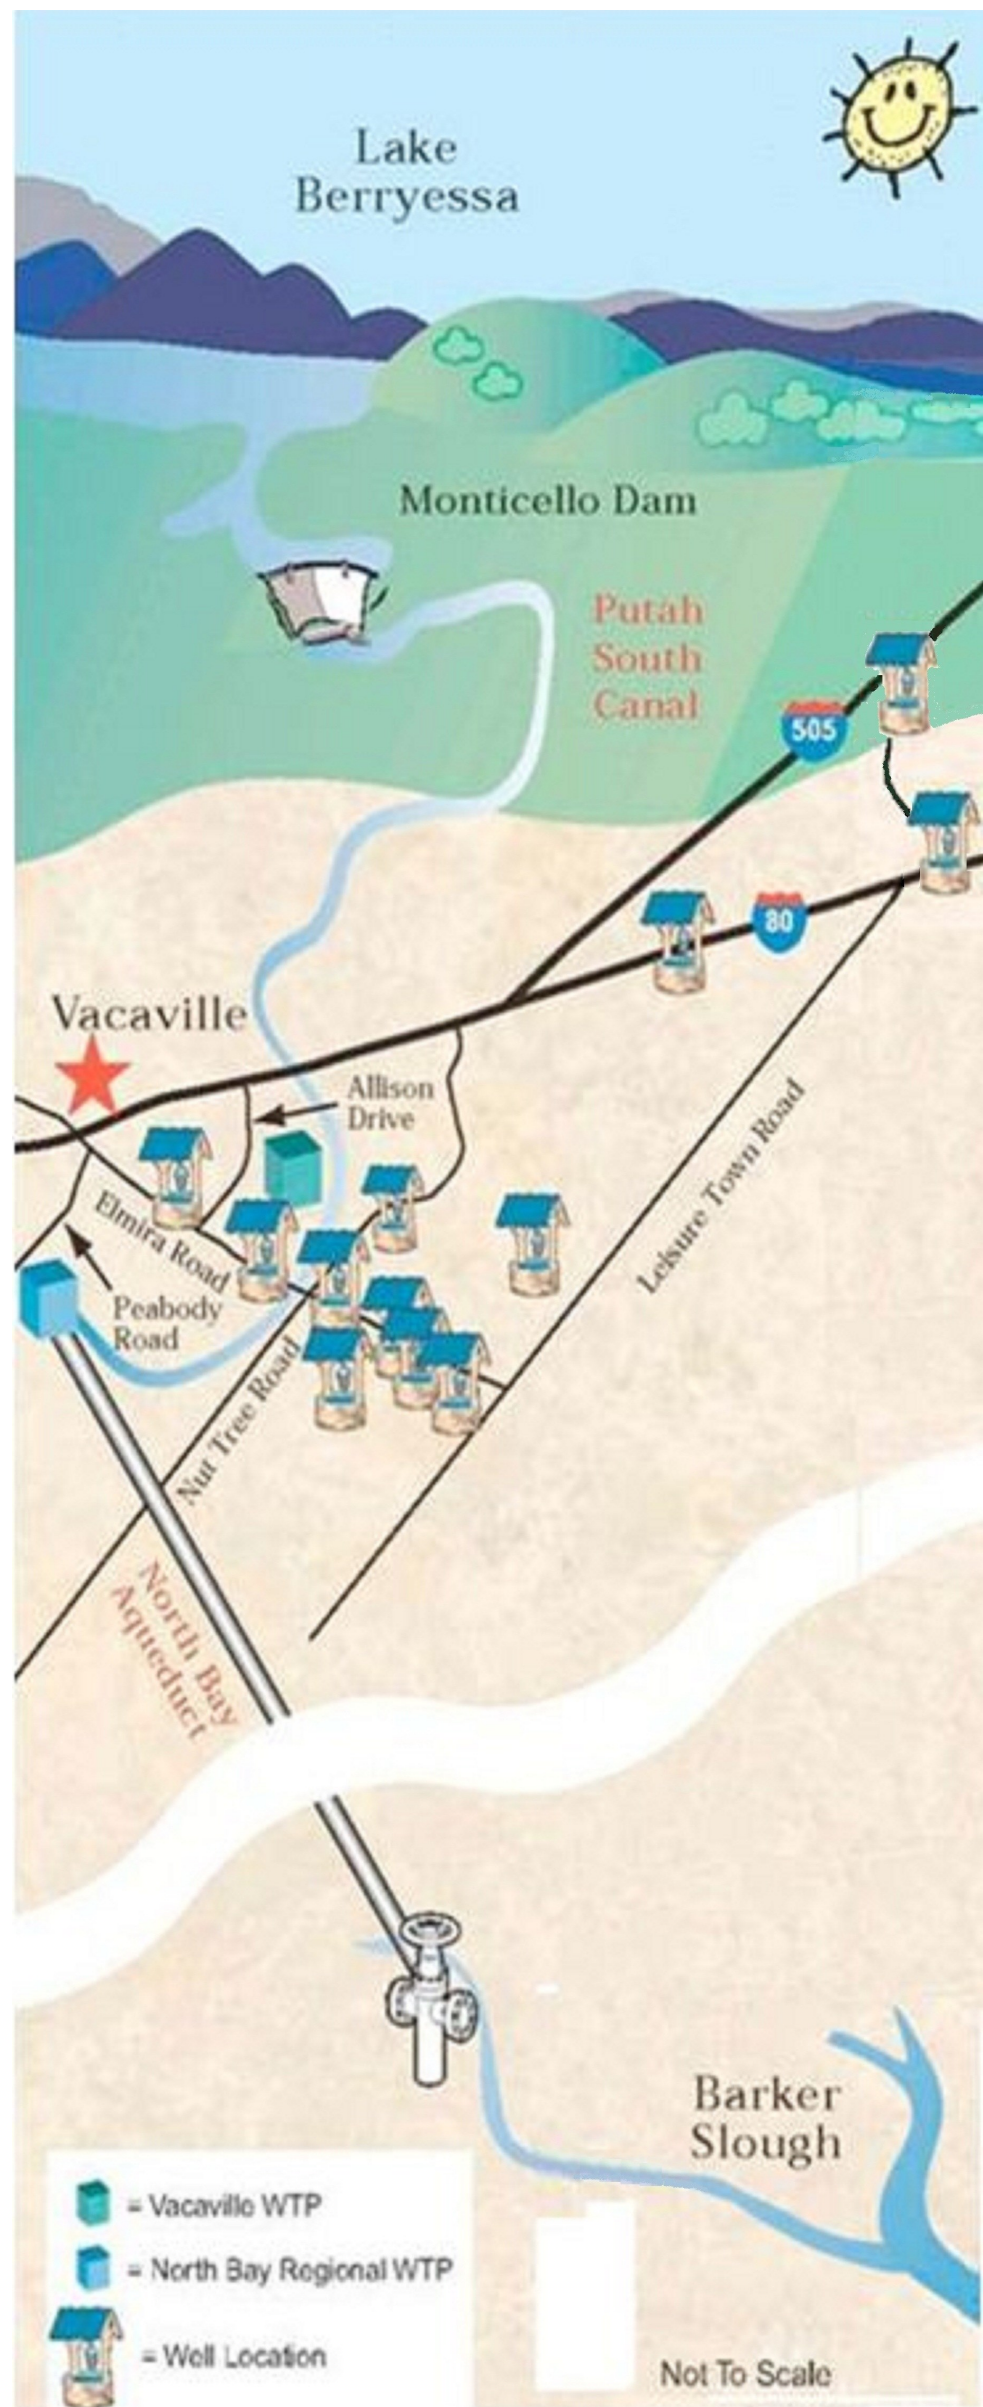 Lake
Berryessa
Monticello Dam
Putah
South
Canal
505
80
Vacaville
Allison
Drive
Leisure Town Road
Elmira Road
Peabody
Road
Nut Tree Road
North Bay
Aqueduct
Barker
Slough
= Vacaville WTP
= North Bay Regional WTP
= Well Location
Not To Scale